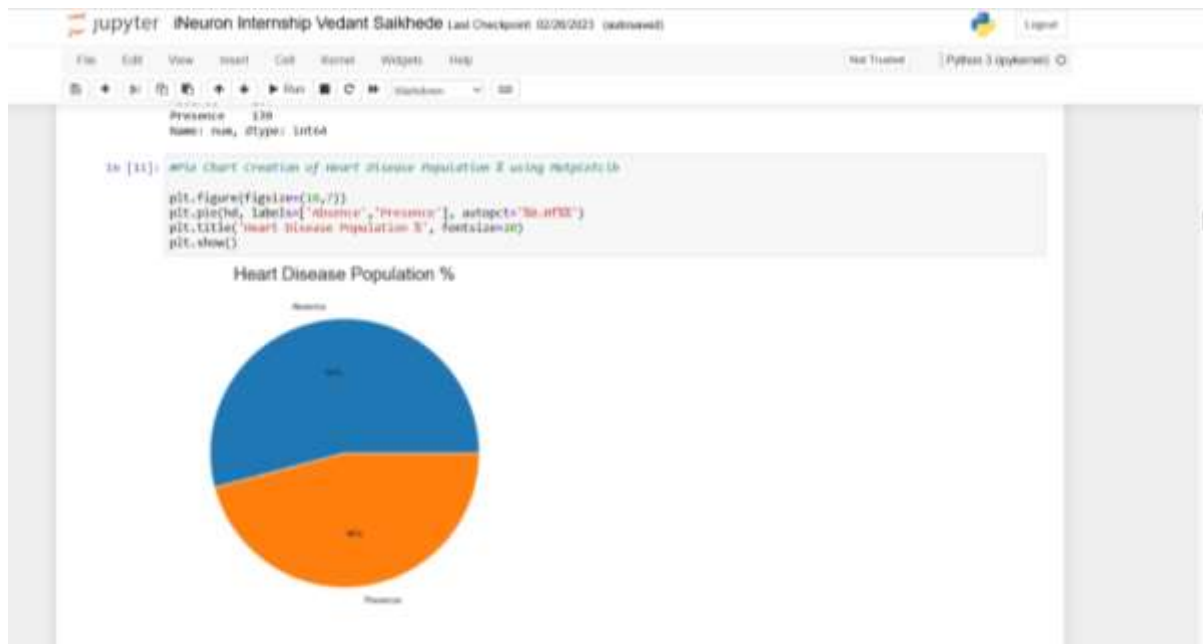 jupyter iNeuron Internship Vedant Saikhede Last Checkpoint: 02/26/2023 (autosaved) Logout
File Edit View Insert Cell Kernel Widgets Help Not Trusted Python 3 (ipykernel)
Run Markdown
Presence
Name: num, dtype: int64
In [11]: #Pie Chart Creation of Heart Disease Population % using Matplotlib
plt.figure(figsize=(10,7))
plt.pie(hd, labels=['Absence','Presence'], autopct='%0.0f%%')
plt.title('Heart Disease Population %', fontsize=20)
plt.show()
Heart Disease Population %
Absence
Presence